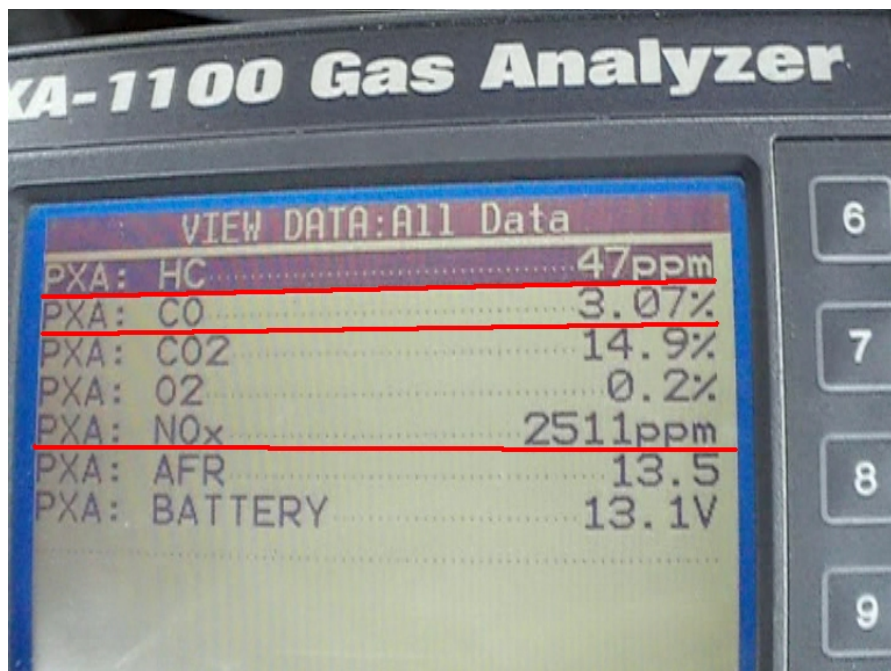 XA-1100 Gas Analyzer
VIEW DATA:All Data
PXA: HC 47ppm
PXA: CO 3.07%
PXA: CO2 14.9%
PXA: O2 0.2%
PXA: NOx 2511ppm
PXA: AFR 13.5
PXA: BATTERY 13.1V
6
7
8
9